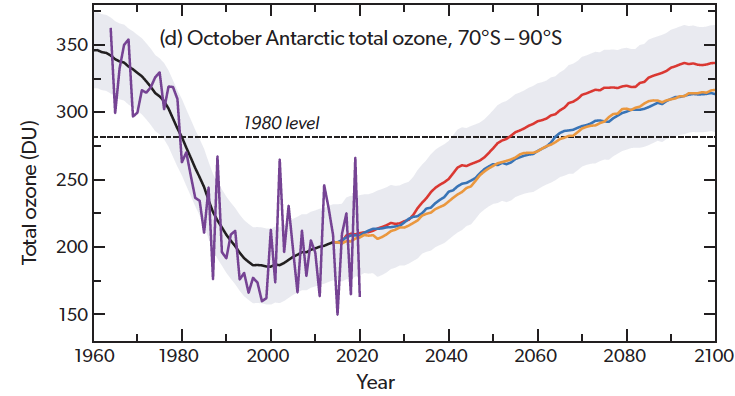 (d) October Antarctic total ozone, 70°S – 90°S
350
300
250
200
150
1980 level
Total ozone (DU)
1960 1980 2000 2020 2040 2060 2080 2100
Year